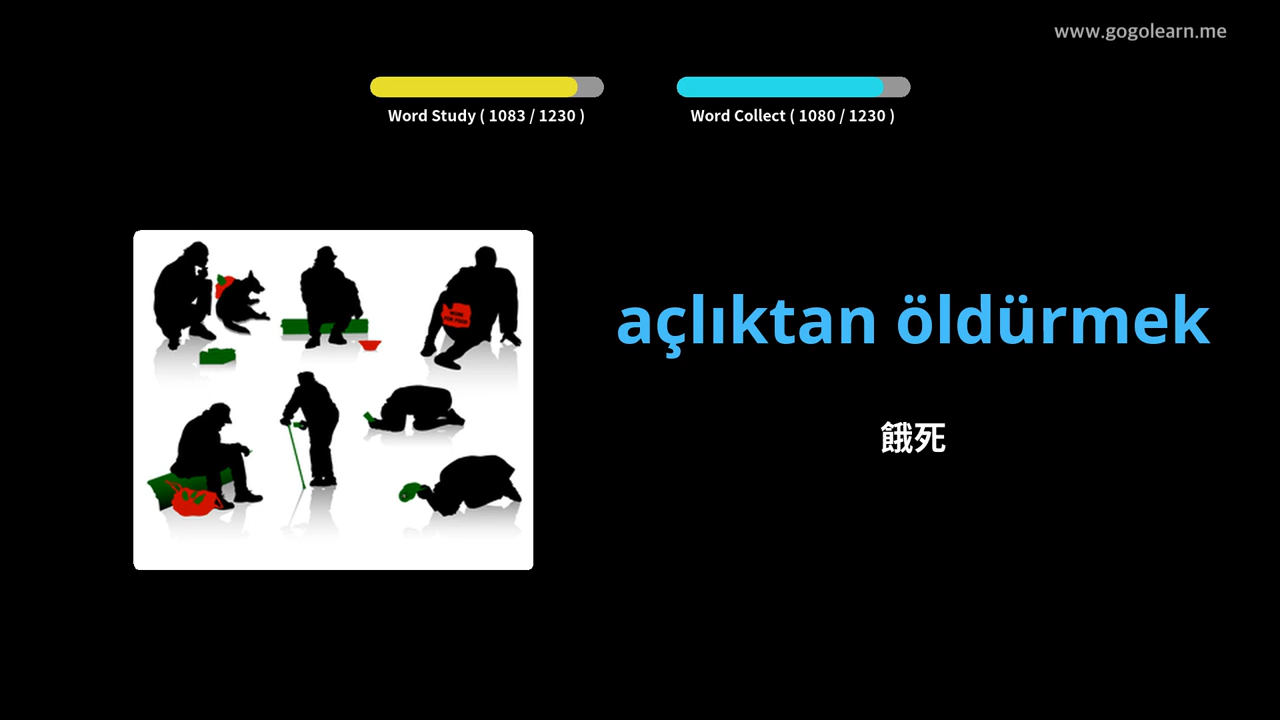 www.gogolearn.me
Word Study ( 1083 / 1230 )
Word Collect ( 1080 / 1230 )
açlıktan öldürmek
餓死